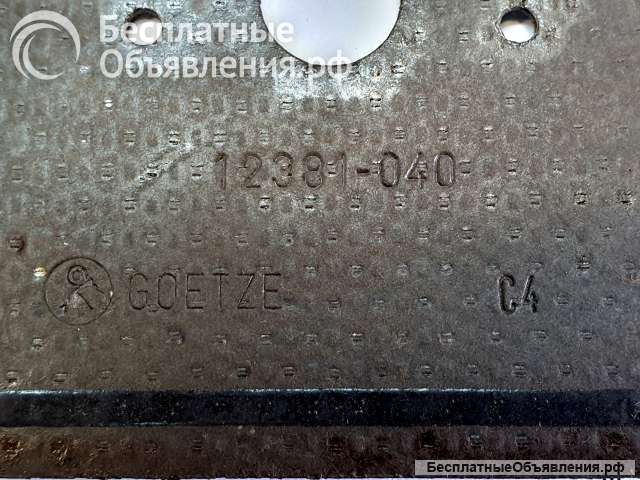 Бесплатные
Объявления.рф
12381-040
GOETZE C4
БесплатныеОбъявления.рф